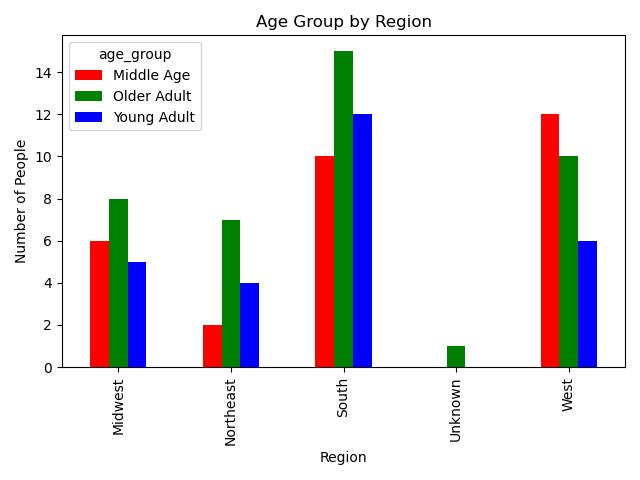 Age Group by Region
age_group
Middle Age
Older Adult
Young Adult
Number of People
14
12
10
8
6
4
2
0
Midwest
Northeast
South
Unknown
West
Region